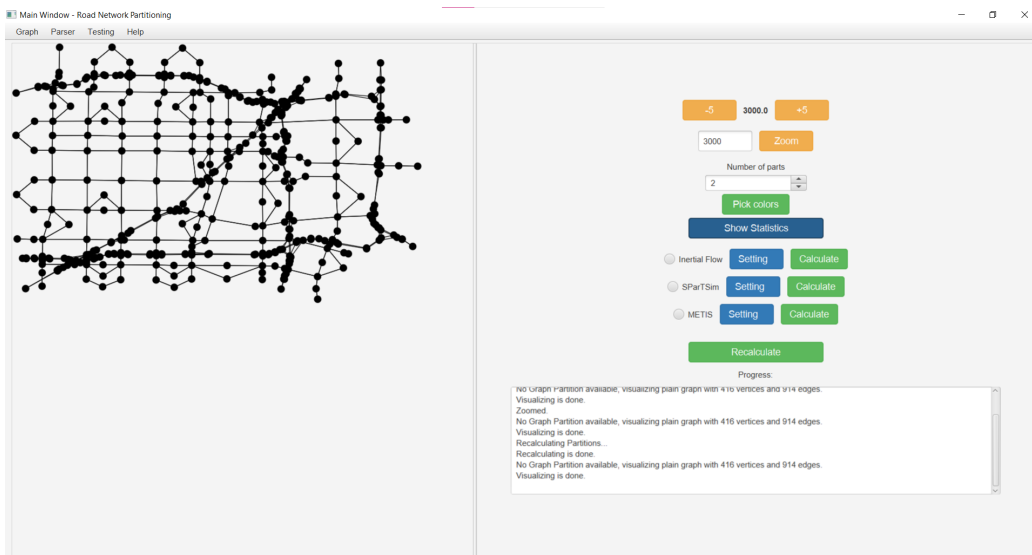 Main Window - Road Network Partitioning
Graph Parser Testing Help
-5 3000.0 +5
3000 Zoom
Number of parts
2
Pick colors
Show Statistics
Inertial Flow Setting Calculate
SParTSim Setting Calculate
METIS Setting Calculate
Recalculate
Progress:
No Graph Partition available, visualizing plain graph with 416 vertices and 914 edges.
Visualizing is done.
Zoomed.
No Graph Partition available, visualizing plain graph with 416 vertices and 914 edges.
Visualizing is done.
Recalculating Partitions...
Recalculating is done.
No Graph Partition available, visualizing plain graph with 416 vertices and 914 edges.
Visualizing is done.